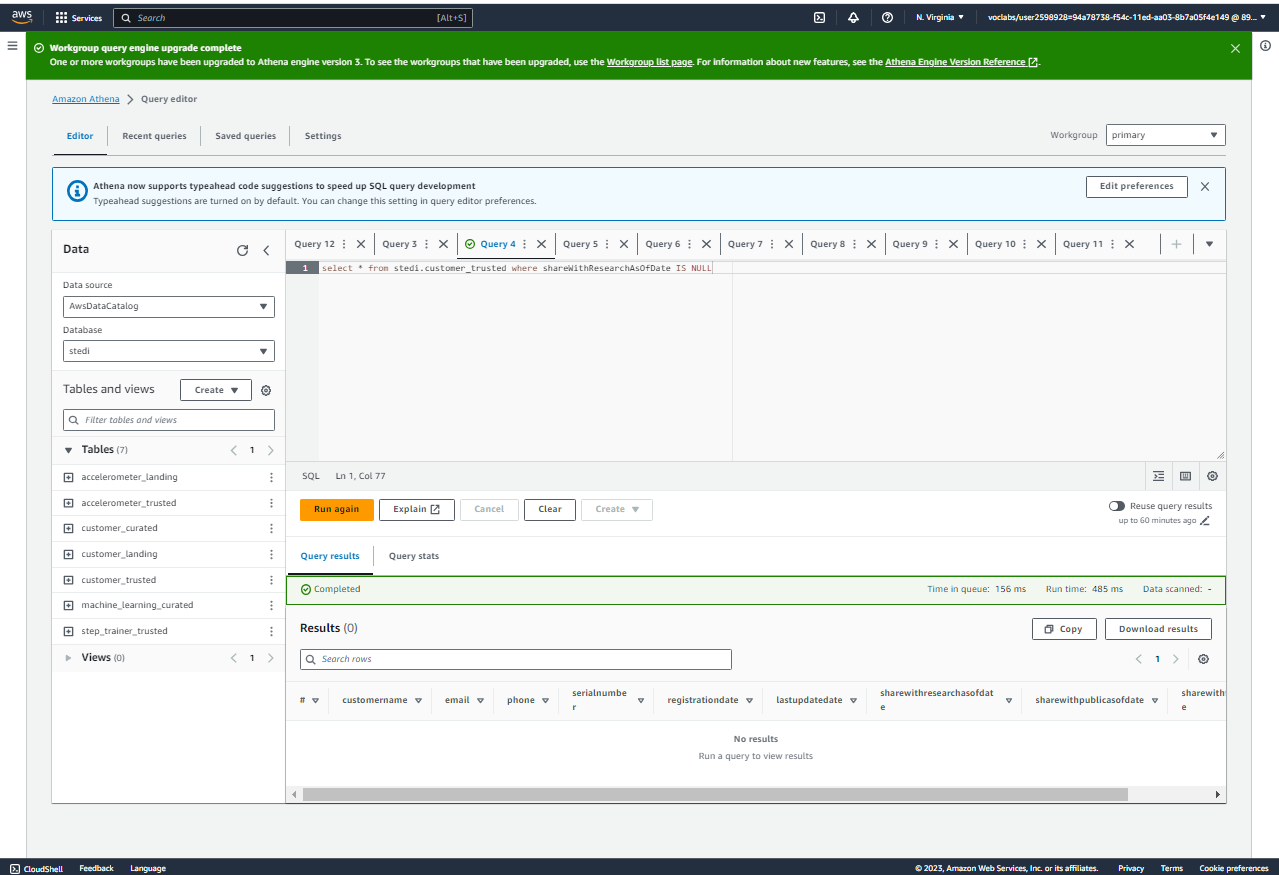 aws
Services
Search
[Alt+S]
N. Virginia
voclabs/user2598928=94a78738-f54c-11ed-aa03-8b7a05f4e149 @ 89...
Workgroup query engine upgrade complete
One or more workgroups have been upgraded to Athena engine version 3. To see the workgroups that have been upgraded, use the Workgroup list page. For information about new features, see the Athena Engine Version Reference.
Amazon Athena
Query editor
Editor
Recent queries
Saved queries
Settings
Workgroup
primary
Athena now supports typeahead code suggestions to speed up SQL query development
Typeahead suggestions are turned on by default. You can change this setting in query editor preferences.
Edit preferences
Data
Data source
AwsDataCatalog
Database
stedi
Tables and views
Create
Filter tables and views
Tables (7)
1
accelerometer_landing
accelerometer_trusted
customer_curated
customer_landing
customer_trusted
machine_learning_curated
step_trainer_trusted
Views (0)
1
Query 12
Query 3
Query 4
Query 5
Query 6
Query 7
Query 8
Query 9
Query 10
Query 11
1
select * from stedi.customer_trusted where shareWithResearchAsOfDate IS NULL
SQL
Ln 1, Col 77
Run again
Explain
Cancel
Clear
Create
Reuse query results
up to 60 minutes ago
Query results
Query stats
Completed
Time in queue: 156 ms
Run time: 485 ms
Data scanned: -
Results (0)
Copy
Download results
Search rows
1
#
customername
email
phone
serialnumbe
r
registrationdate
lastupdatedate
sharewithresearchasofdat
e
sharewithpublicasofdate
sharewith
e
No results
Run a query to view results
CloudShell
Feedback
Language
© 2023, Amazon Web Services, Inc. or its affiliates.
Privacy
Terms
Cookie preferences